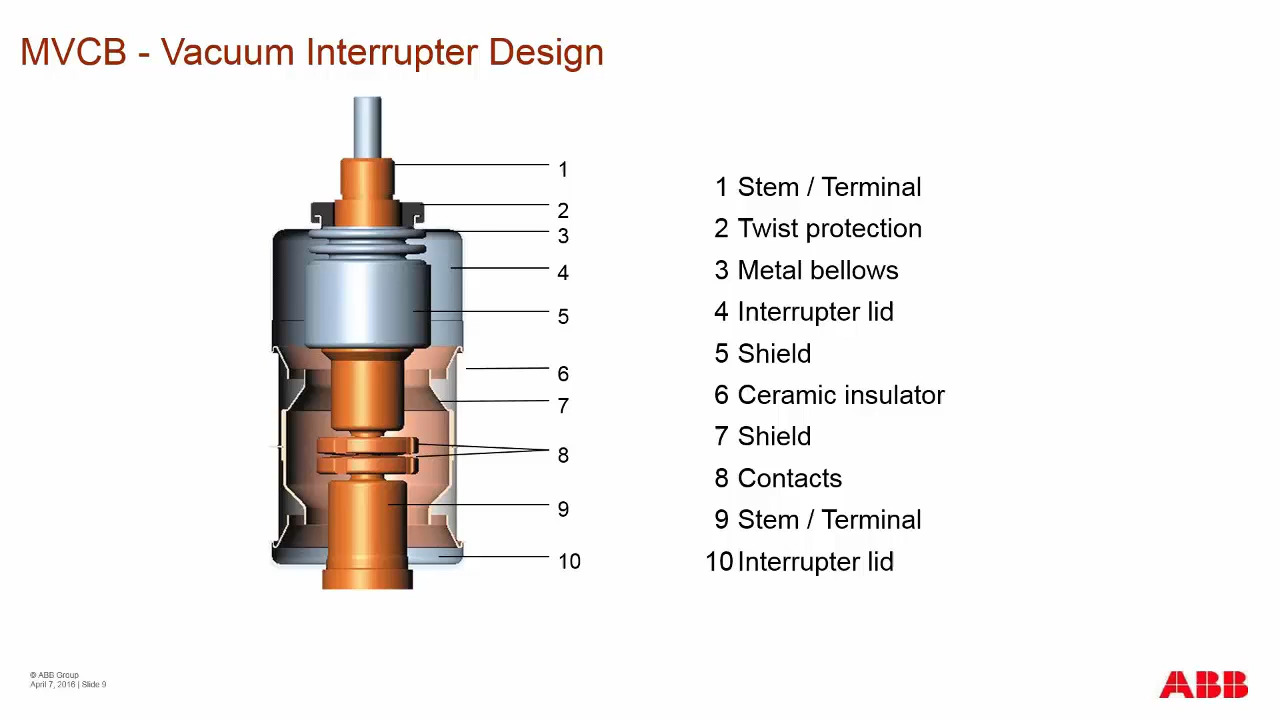 MVCB - Vacuum Interrupter Design
1
2
3
4
5
6
7
8
9
10
1 Stem / Terminal
2 Twist protection
3 Metal bellows
4 Interrupter lid
5 Shield
6 Ceramic insulator
7 Shield
8 Contacts
9 Stem / Terminal
10 Interrupter lid
© ABB Group
April 7, 2016 | Slide 9
ABB